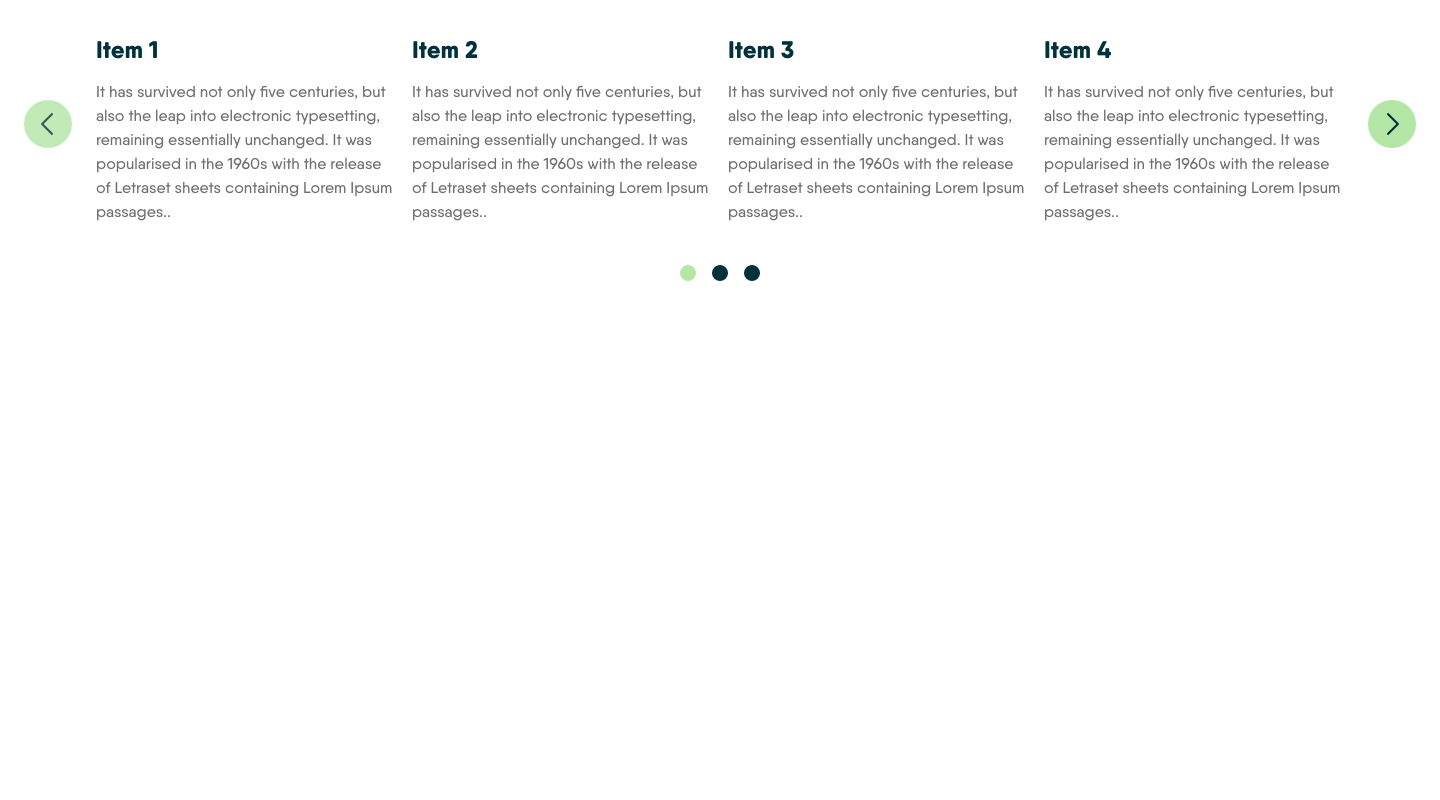 Item 1
It has survived not only five centuries, but
also the leap into electronic typesetting,
remaining essentially unchanged. It was
popularised in the 1960s with the release
of Letraset sheets containing Lorem Ipsum
passages..
Item 2
It has survived not only five centuries, but
also the leap into electronic typesetting,
remaining essentially unchanged. It was
popularised in the 1960s with the release
of Letraset sheets containing Lorem Ipsum
passages..
Item 3
It has survived not only five centuries, but
also the leap into electronic typesetting,
remaining essentially unchanged. It was
popularised in the 1960s with the release
of Letraset sheets containing Lorem Ipsum
passages..
Item 4
It has survived not only five centuries, but
also the leap into electronic typesetting,
remaining essentially unchanged. It was
popularised in the 1960s with the release
of Letraset sheets containing Lorem Ipsum
passages..